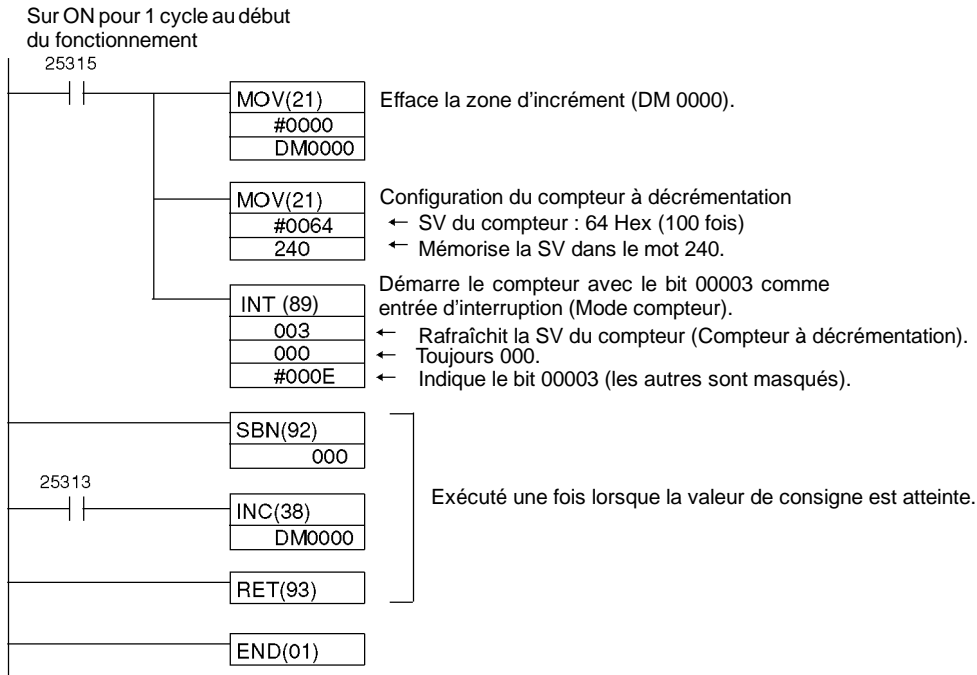 Sur ON pour 1 cycle au début
du fonctionnement
25315
MOV(21)
#0000
DM0000
Efface la zone d'incrément (DM 0000).
MOV(21)
#0064
240
Configuration du compteur à décrémentation
← SV du compteur : 64 Hex (100 fois)
← Mémorise la SV dans le mot 240.
INT (89)
003
000
#000E
Démarre le compteur avec le bit 00003 comme
entrée d'interruption (Mode compteur).
← Rafraîchit la SV du compteur (Compteur à décrémentation).
← Toujours 000.
← Indique le bit 00003 (les autres sont masqués).
SBN(92)
000
25313
INC(38)
DM0000
Exécuté une fois lorsque la valeur de consigne est atteinte.
RET(93)
END(01)